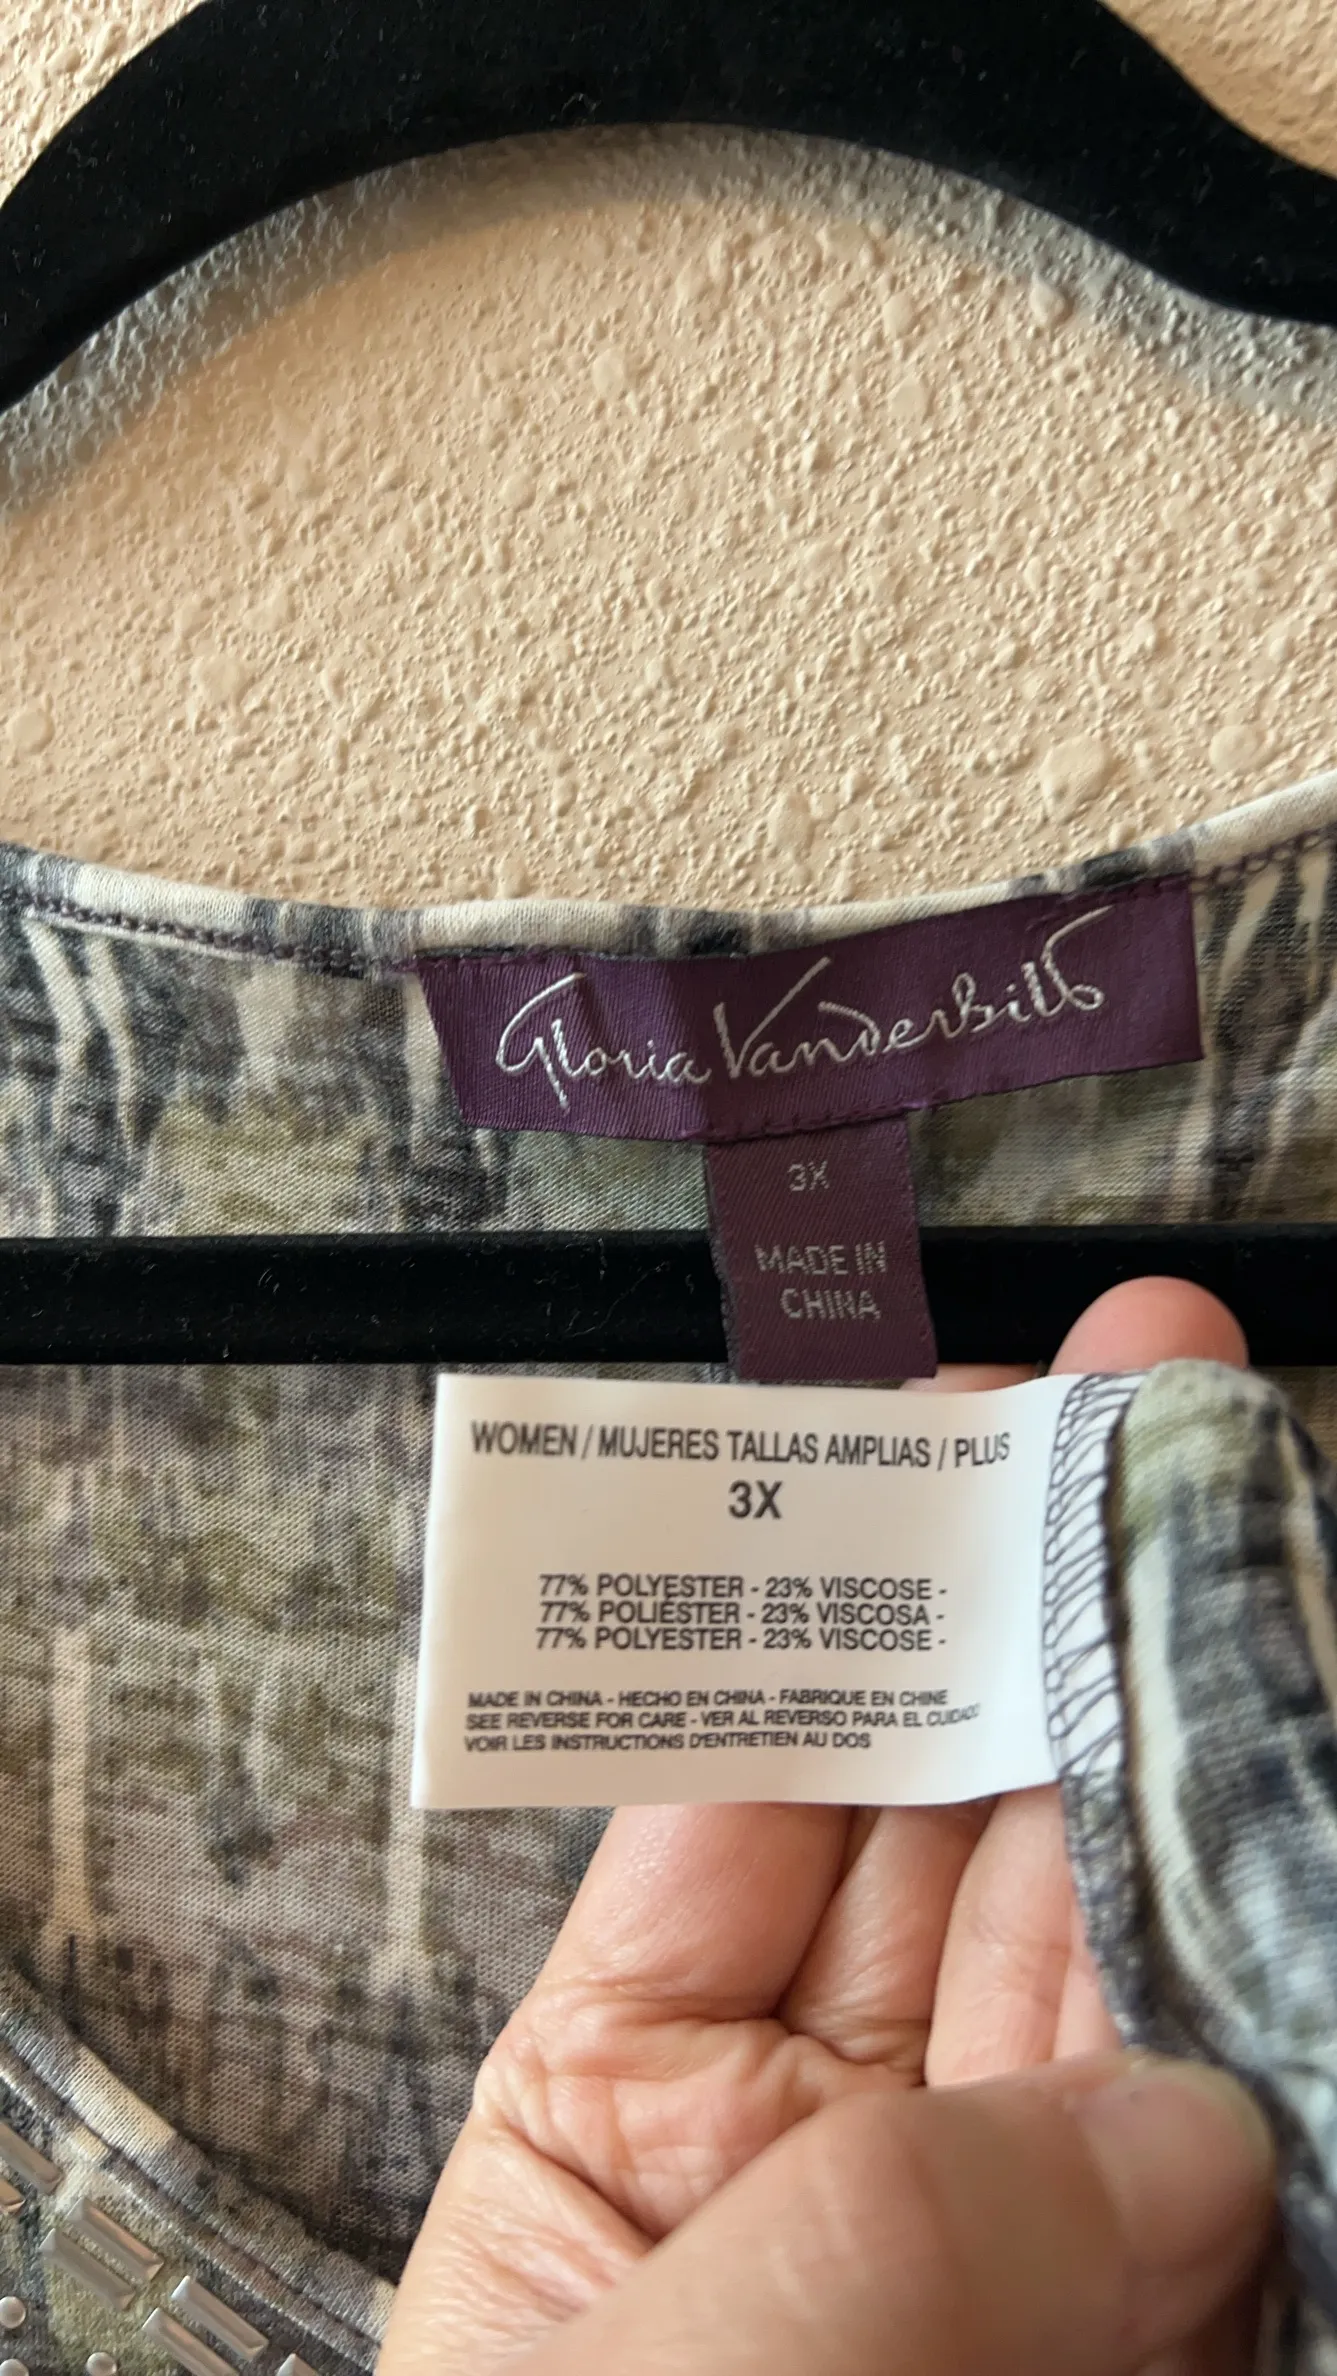 Gloria Vanderbilt
3X
MADE IN
CHINA
WOMEN / MUJERES TALLAS AMPLIAS / PLUS
3X
77% POLYESTER - 23% VISCOSE -
77% POLIÉSTER - 23% VISCOSA -
77% POLYESTER - 23% VISCOSE -
MADE IN CHINA - HECHO EN CHINA - FABRIQUE EN CHINE
SEE REVERSE FOR CARE - VER AL REVERSO PARA EL CUIDADO
VOIR LES INSTRUCTIONS D'ENTRETIEN AU DOS